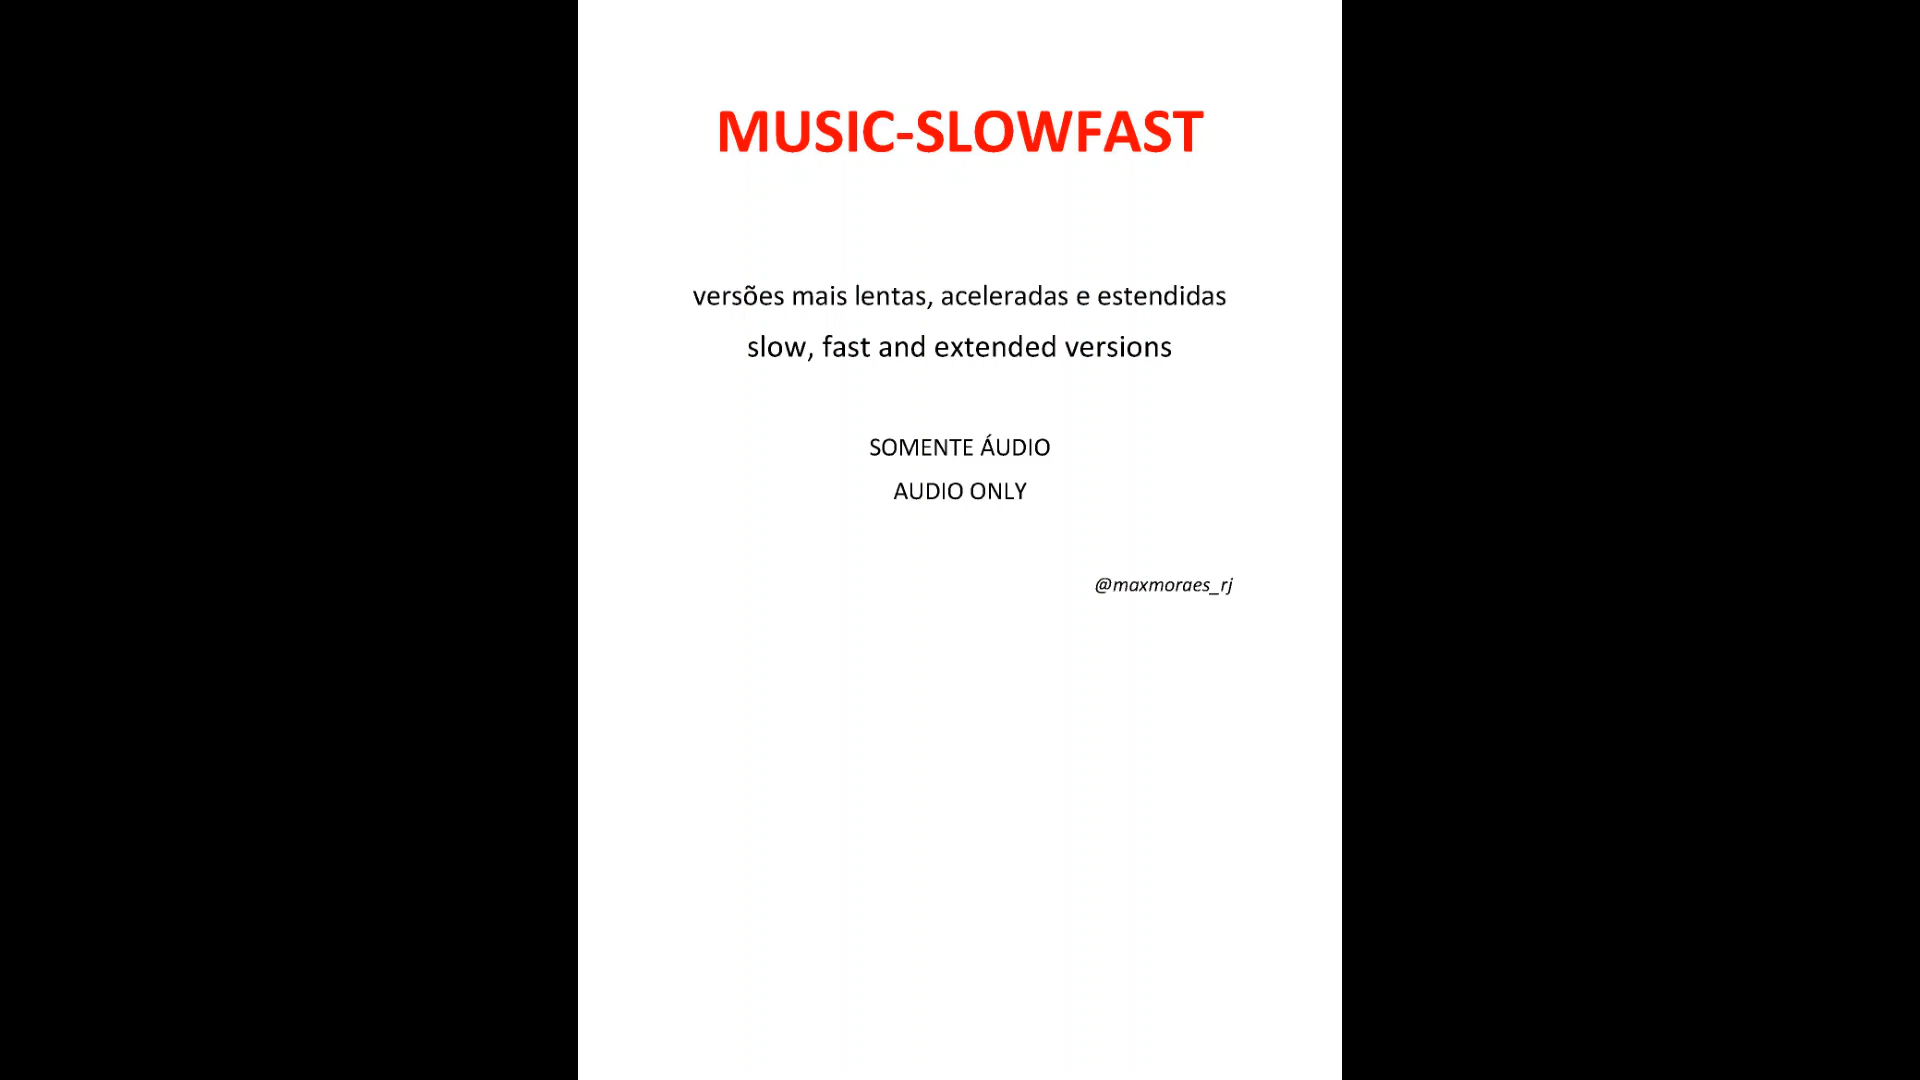 MUSIC-SLOWFAST
versões mais lentas, aceleradas e estendidas
slow, fast and extended versions
SOMENTE ÁUDIO
AUDIO ONLY
@maxmoraes_rj